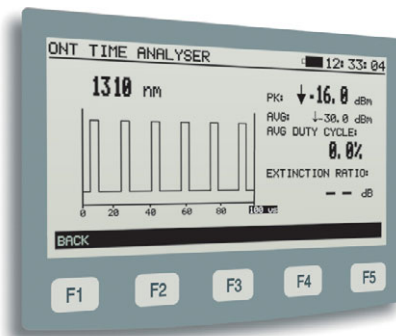 ONT TIME ANALYSER 12:33:04
1310 nm
PK: ↓-16.0 dBm
AVG: ↓-30.0 dBm
AVG DUTY CYCLE:
0.0%
EXTINCTION RATIO:
-- dB
0 20 40 60 80 100 us
BACK
F1 F2 F3 F4 F5